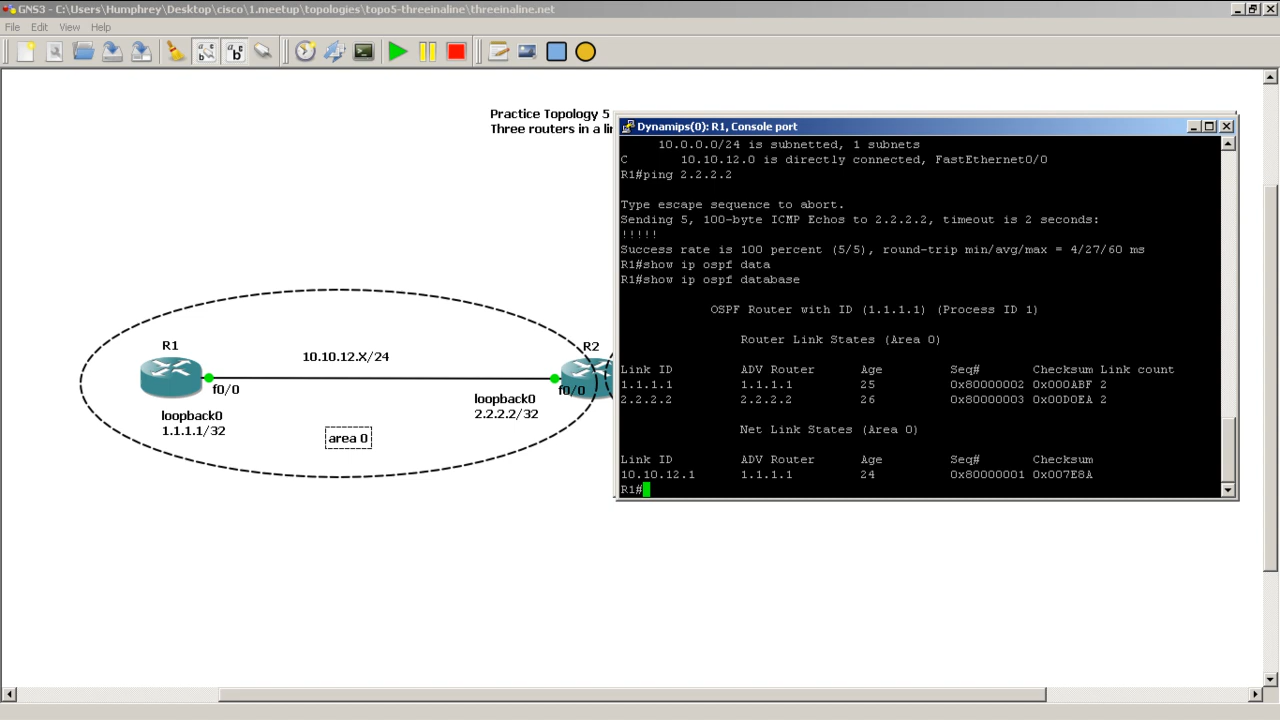 GNS3 - C:\Users\Humphrey\Desktop\cisco\1.meetup\topologies\topo5-threeinaline\threeinaline.net
File Edit View Help
Practice Topology 5
Three routers in a lin
Dynamips(0): R1, Console port
10.0.0.0/24 is subnetted, 1 subnets
C 10.10.12.0 is directly connected, FastEthernet0/0
R1#ping 2.2.2.2
Type escape sequence to abort.
Sending 5, 100-byte ICMP Echos to 2.2.2.2, timeout is 2 seconds:
!!!!!
Success rate is 100 percent (5/5), round-trip min/avg/max = 4/27/60 ms
R1#show ip ospf data
R1#show ip ospf database
OSPF Router with ID (1.1.1.1) (Process ID 1)
Router Link States (Area 0)
Link ID ADV Router Age Seq# Checksum Link count
1.1.1.1 1.1.1.1 25 0x80000002 0x000ABF 2
2.2.2.2 2.2.2.2 26 0x80000003 0x00D0EA 2
Net Link States (Area 0)
Link ID ADV Router Age Seq# Checksum
10.10.12.1 1.1.1.1 24 0x80000001 0x007E8A
R1#
R1
10.10.12.X/24
R2
f0/0
f0/0
loopback0
1.1.1.1/32
loopback0
2.2.2.2/32
area 0